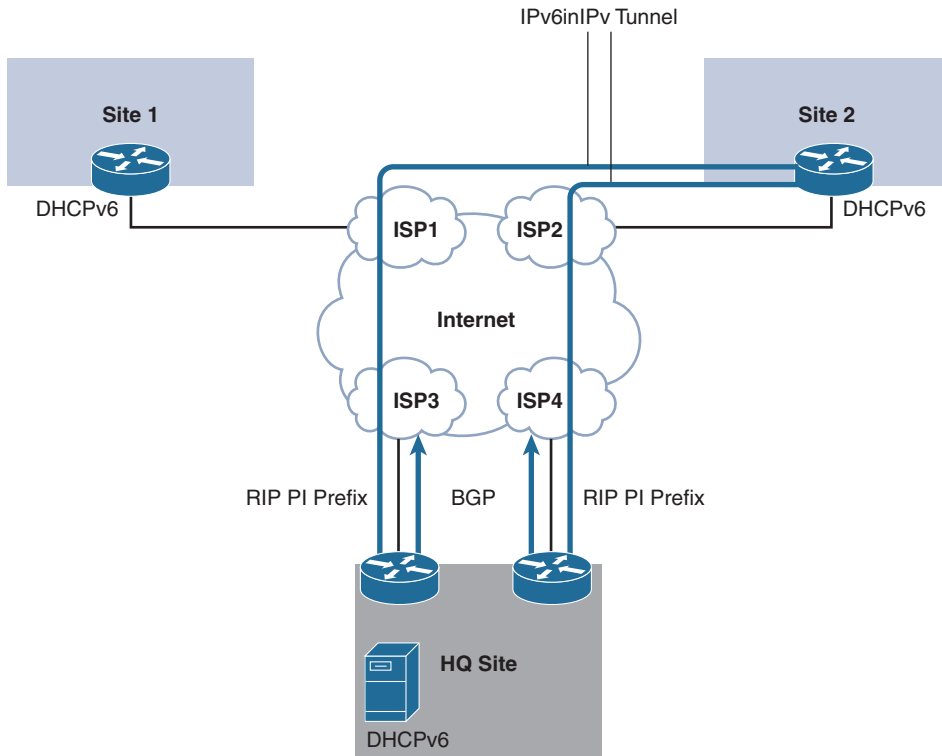 IPv6inIPv Tunnel
Site 1
Site 2
DHCPv6
DHCPv6
ISP1
ISP2
Internet
ISP3
ISP4
RIP PI Prefix
BGP
RIP PI Prefix
HQ Site
DHCPv6